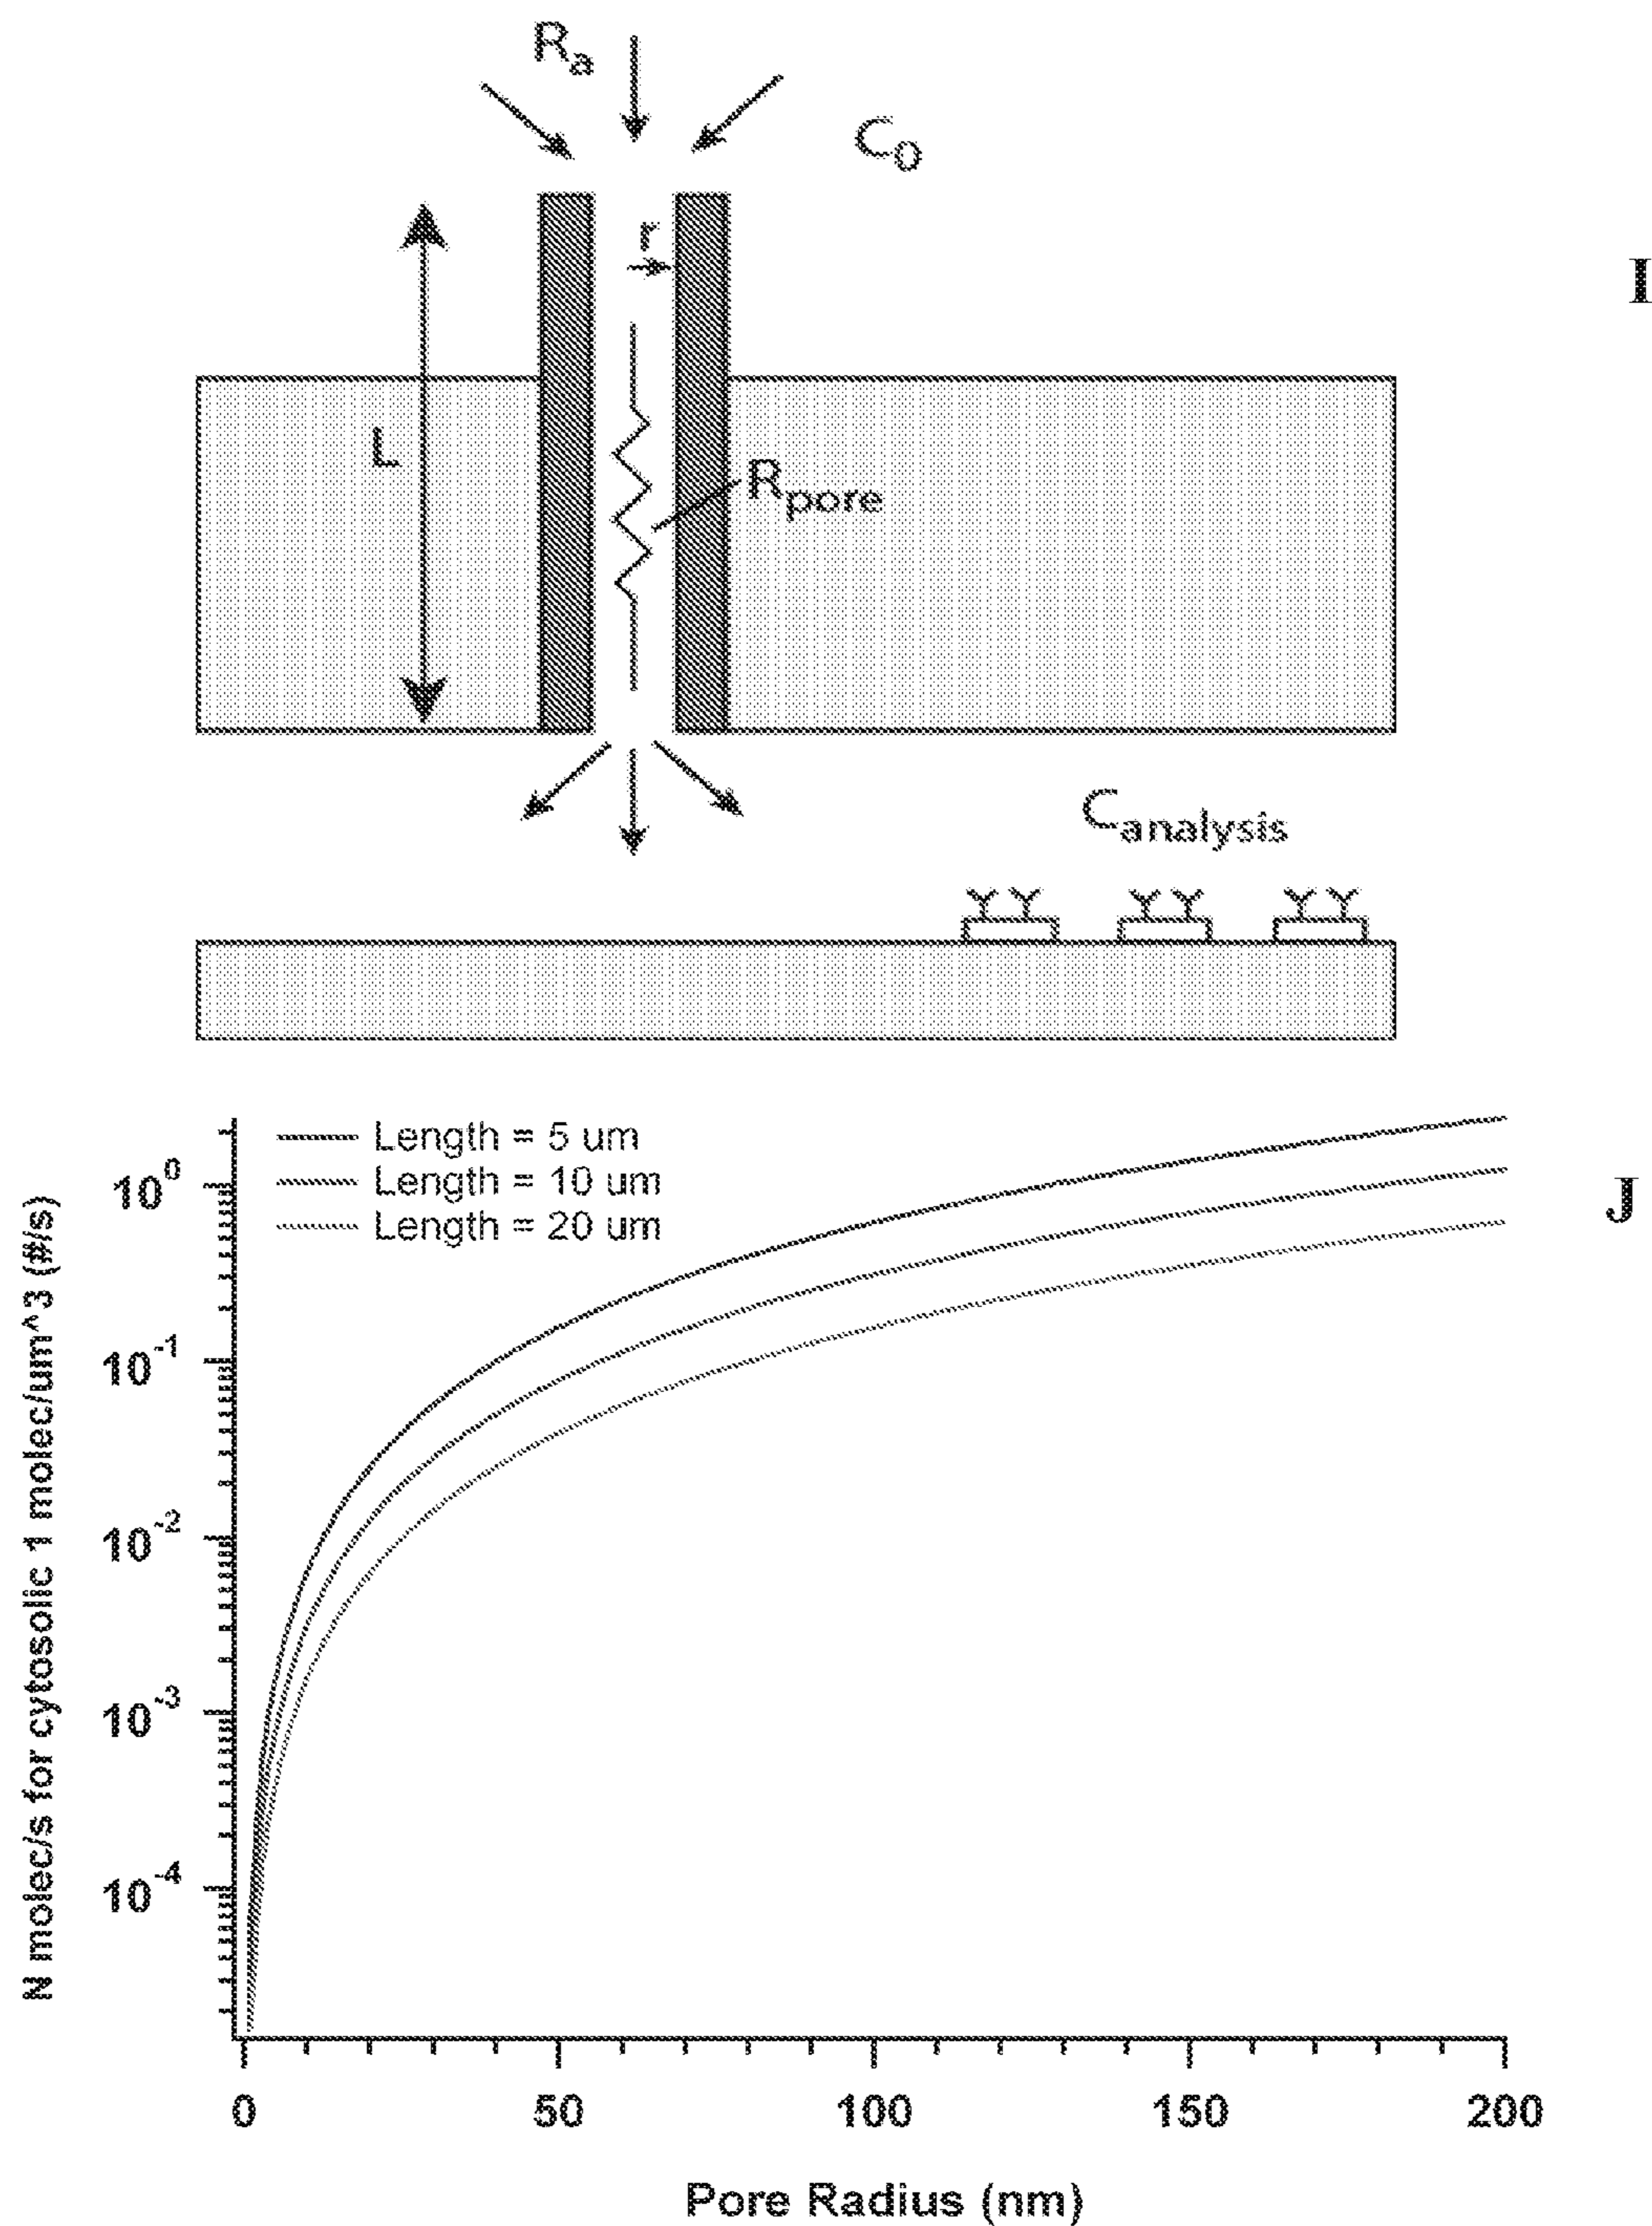 Ra
C0
r
I
L
Rpore
Canalysis
Length = 5 um
Length = 10 um
Length = 20 um
J
N molec/s for cytosolic 1 molec/um^3 (#/s)
10^0
10^-1
10^-2
10^-3
10^-4
0 50 100 150 200
Pore Radius (nm)